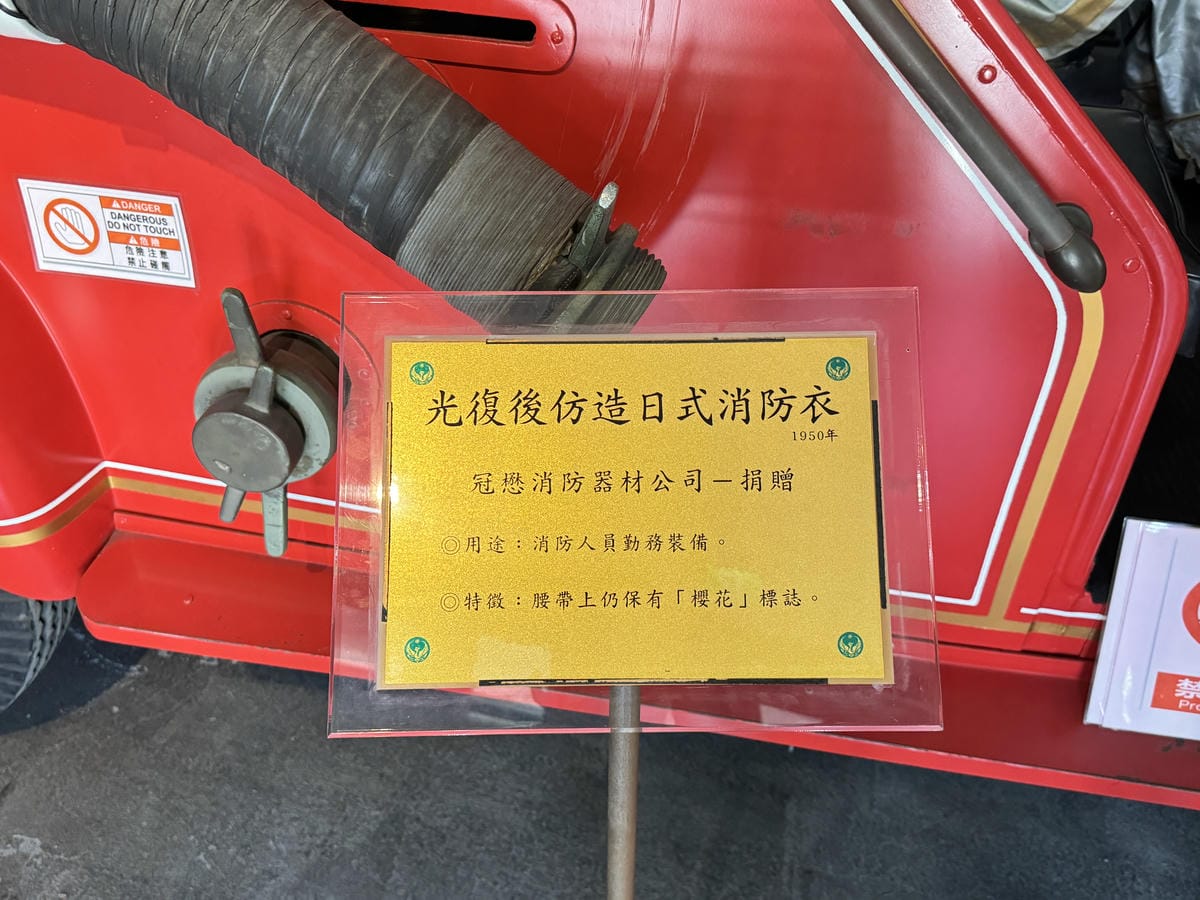 DANGER
DANGEROUS
DO NOT TOUCH
危險
危險注意
禁止碰觸
光復後仿造日式消防衣
1950年
冠懋消防器材公司－捐贈
◎用途：消防人員勤務裝備。
◎特徵：腰帶上仍保有「櫻花」標誌。
禁
Pro